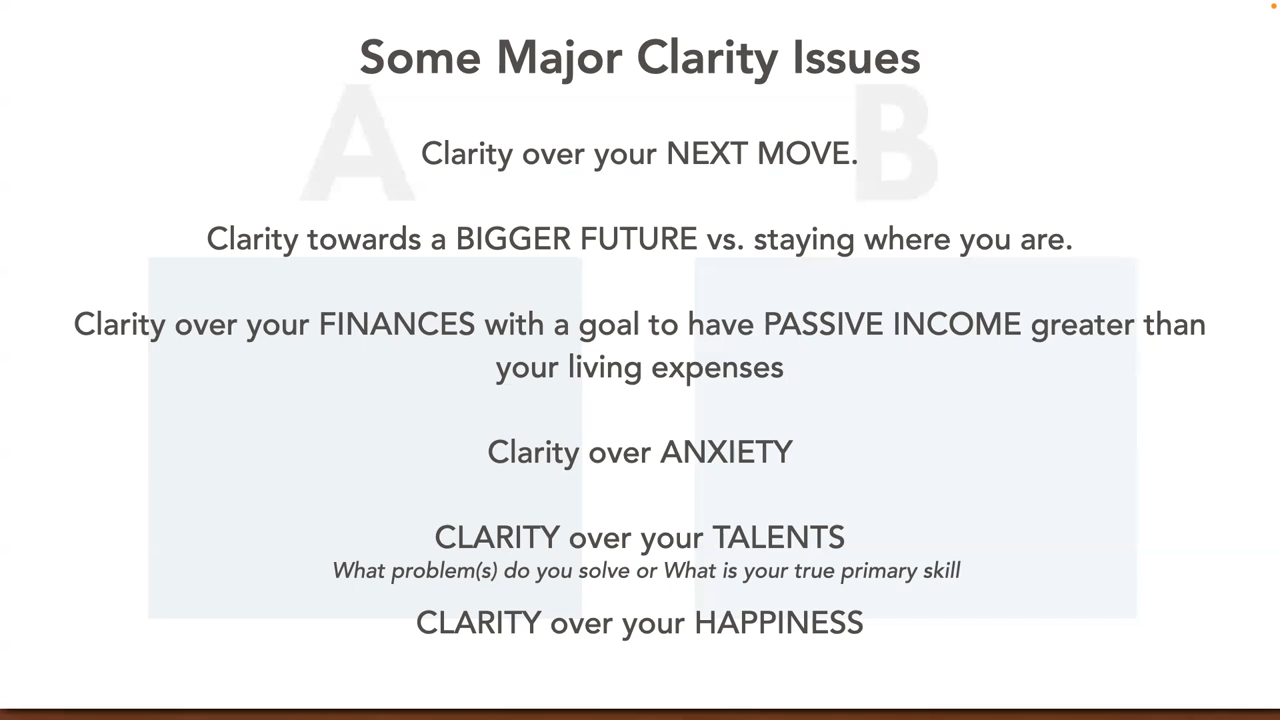 Some Major Clarity Issues
A B
Clarity over your NEXT MOVE.
Clarity towards a BIGGER FUTURE vs. staying where you are.
Clarity over your FINANCES with a goal to have PASSIVE INCOME greater than
your living expenses
Clarity over ANXIETY
CLARITY over your TALENTS
What problem(s) do you solve or What is your true primary skill
CLARITY over your HAPPINESS